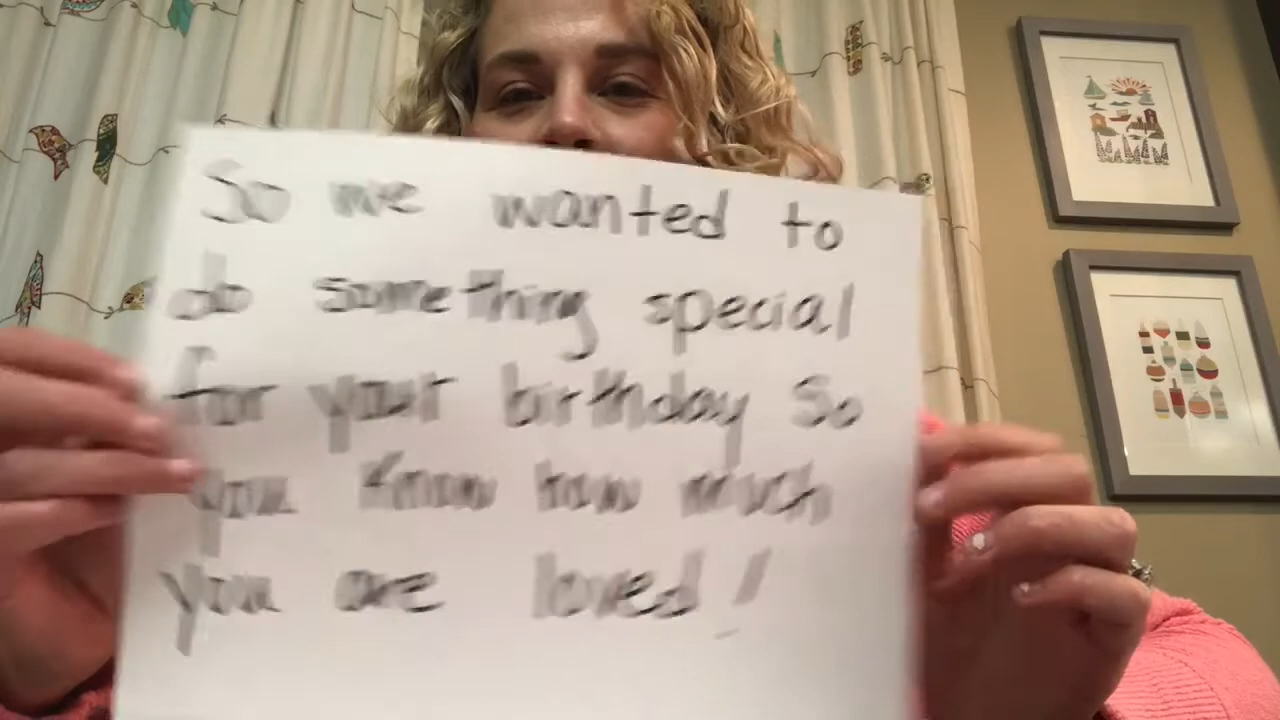 So we wanted to
do something special
for your birthday So
you know how much
you are loved!